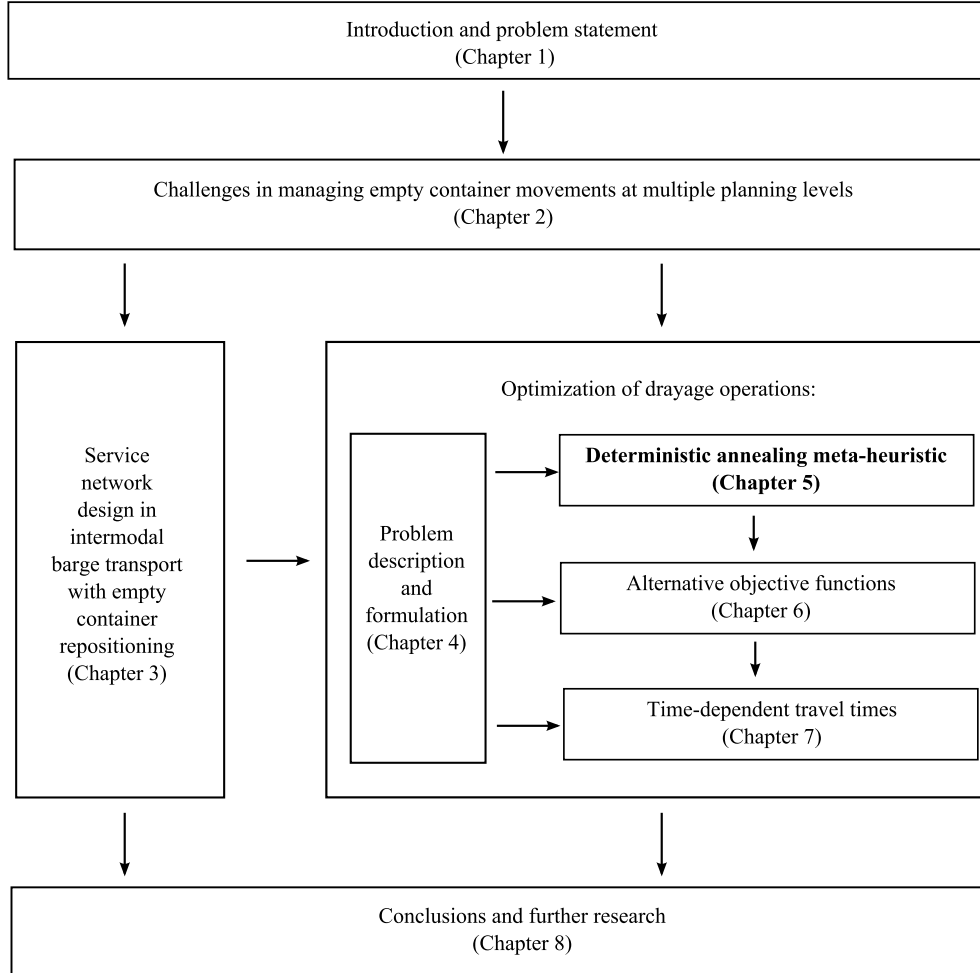 Introduction and problem statement
(Chapter 1)
Challenges in managing empty container movements at multiple planning levels
(Chapter 2)
Service
network
design in
intermodal
barge transport
with empty
container
repositioning
(Chapter 3)
Optimization of drayage operations:
Problem
description
and
formulation
(Chapter 4)
Deterministic annealing meta-heuristic
(Chapter 5)
Alternative objective functions
(Chapter 6)
Time-dependent travel times
(Chapter 7)
Conclusions and further research
(Chapter 8)